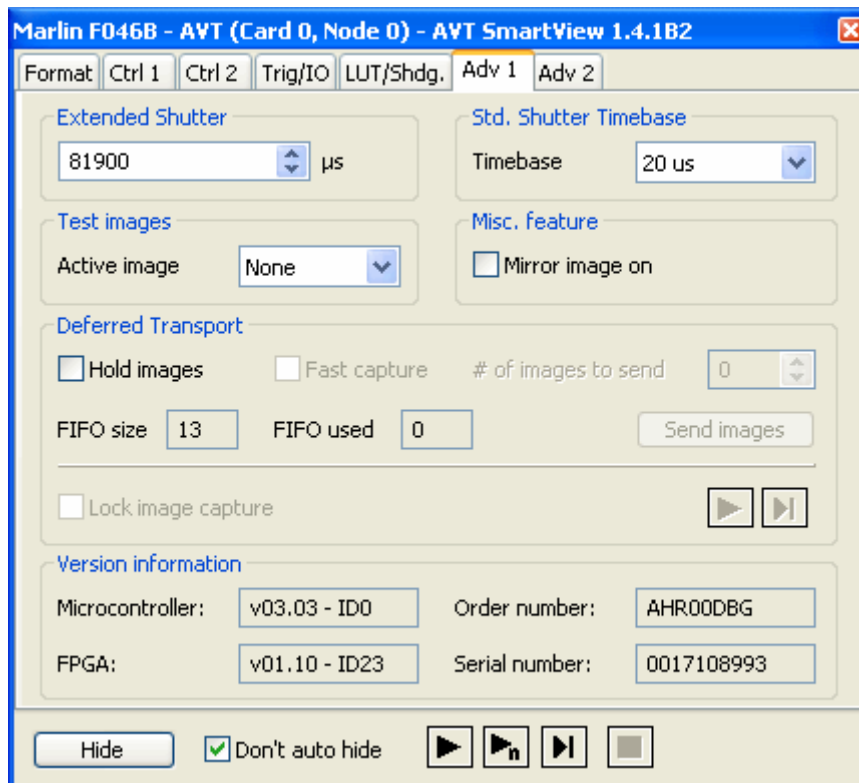 Marlin F046B - AVT (Card 0, Node 0) - AVT SmartView 1.4.1B2
Format Ctrl 1 Ctrl 2 Trig/IO LUT/Shdg. Adv 1 Adv 2
Extended Shutter
81900 µs
Std. Shutter Timebase
Timebase 20 us
Test images
Active image None
Misc. feature
Mirror image on
Deferred Transport
Hold images Fast capture # of images to send 0
FIFO size 13 FIFO used 0 Send images
Lock image capture
Version information
Microcontroller: v03.03 - ID0 Order number: AHR00DBG
FPGA: v01.10 - ID23 Serial number: 0017108993
Hide Don't auto hide n